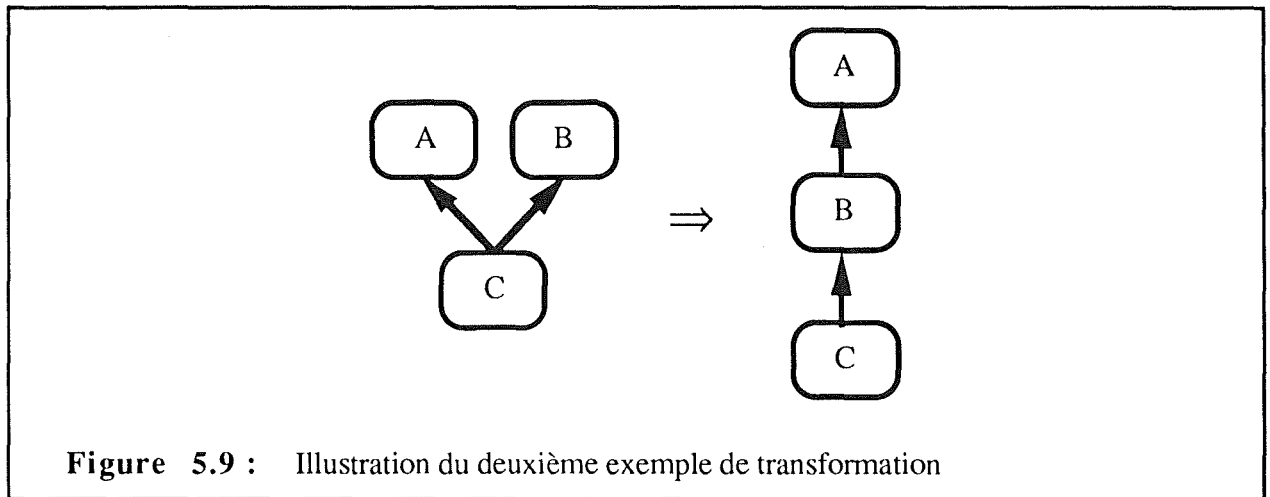 A
A B
⇒
B
C
C
Figure 5.9 : Illustration du deuxième exemple de transformation